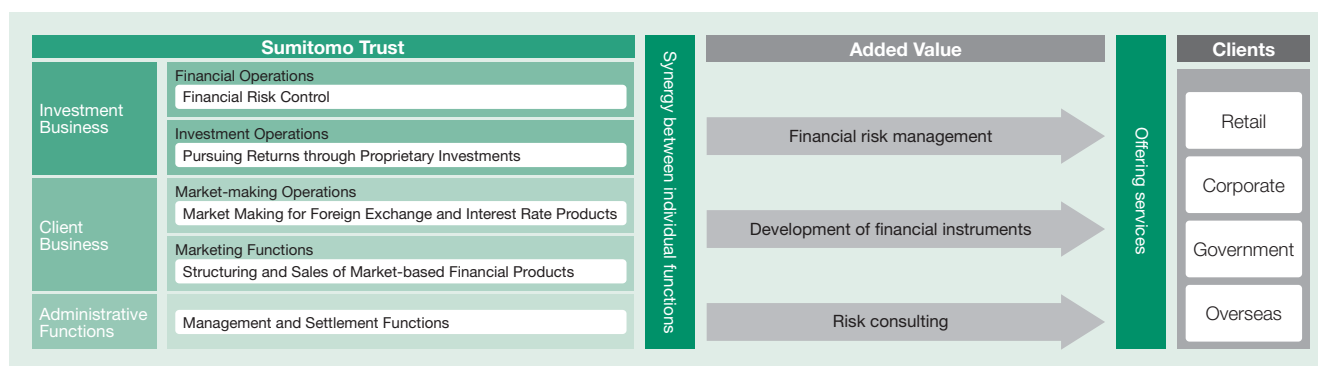 Sumitomo Trust
Investment
Business
Financial Operations
Financial Risk Control
Investment Operations
Pursuing Returns through Proprietary Investments
Client
Business
Market-making Operations
Market Making for Foreign Exchange and Interest Rate Products
Marketing Functions
Structuring and Sales of Market-based Financial Products
Administrative
Functions
Management and Settlement Functions
Synergy between individual functions
Added Value
Financial risk management
Development of financial instruments
Risk consulting
Offering services
Clients
Retail
Corporate
Government
Overseas